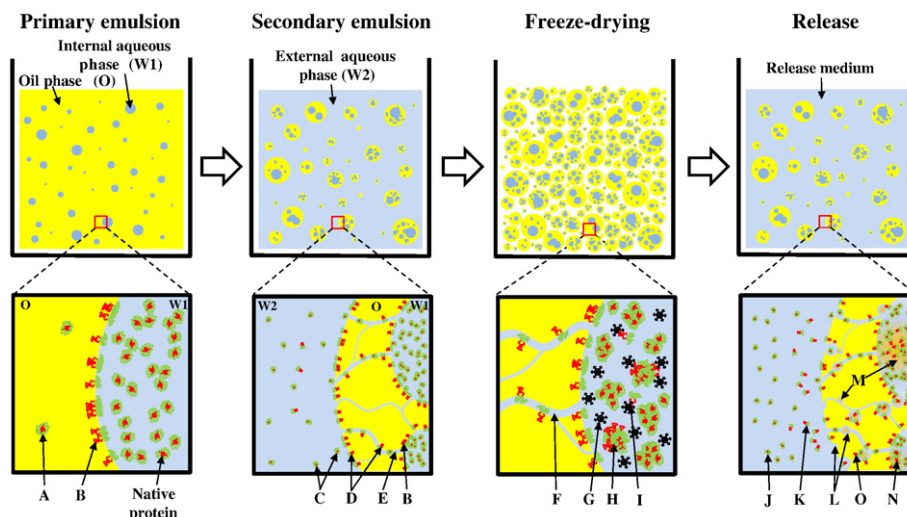 Primary emulsion
Secondary emulsion
Freeze-drying
Release
Internal aqueous
phase (W1)
Oil phase (O)
External aqueous
phase (W2)
Release medium
O
W1
W2
O
W1
M
A
B
Native
protein
C
D
E
B
F
G
H
I
J
K
L
O
N